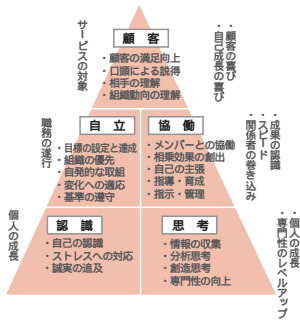 顧客
・顧客の満足向上
・口頭による説得
・相手の理解
・組織動向の理解
サービスの対象
・顧客の喜び
・自己成長の喜び
自立
・目標の設定と達成
・組織の優先
・自発的な取組
・変化への適応
・基準の遵守
協働
・メンバーとの協働
・相乗効果の創出
・自己の主張
・指導・育成
・指示・管理
職務の遂行
・成果の認識
・スピード
・関係者の巻き込み
認識
・自己の認識
・ストレスへの対応
・誠実の追及
思考
・情報の収集
・分析思考
・創造思考
・専門性の向上
個人の成長
・個人の成長
・専門性のレベルアップ